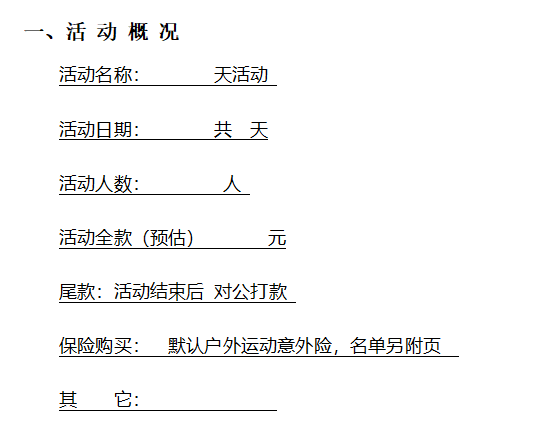 一、活 动 概 况
活动名称：        天活动
活动日期：        共  天
活动人数：         人
活动全款（预估）       元
尾款：活动结束后 对公打款
保险购买：  默认户外运动意外险，名单另附页
其    它：